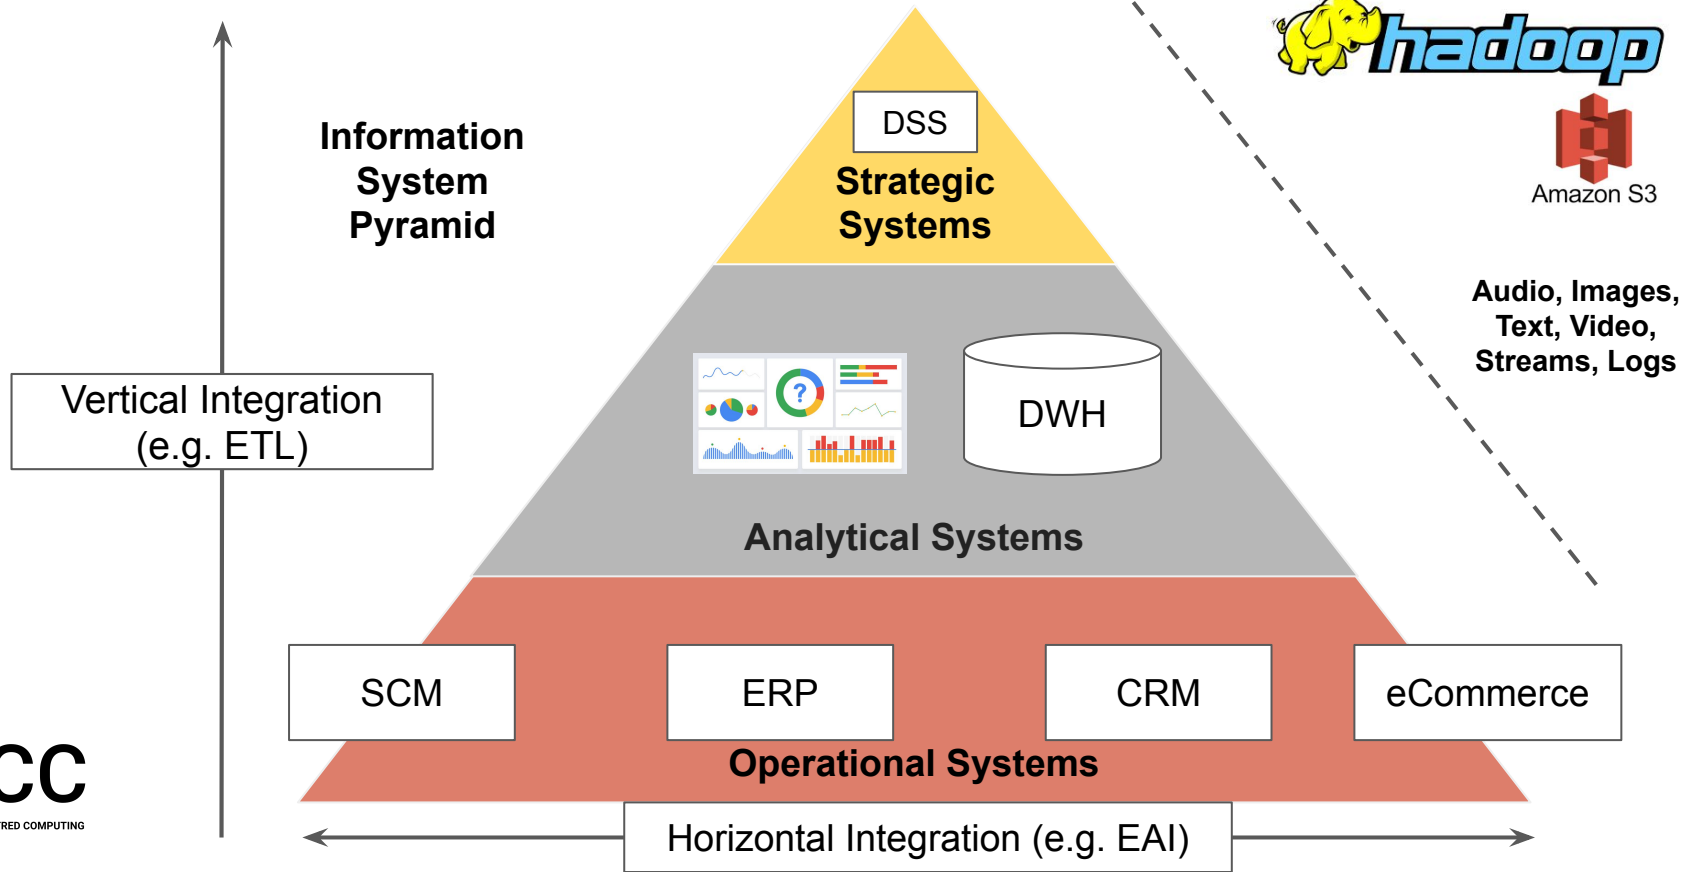 hadoop
Amazon S3
Information
System
Pyramid
DSS
Strategic
Systems
Audio, Images,
Text, Video,
Streams, Logs
?
Vertical Integration
(e.g. ETL)
DWH
Analytical Systems
SCM
ERP
CRM
eCommerce
Operational Systems
CC
RED COMPUTING
Horizontal Integration (e.g. EAI)